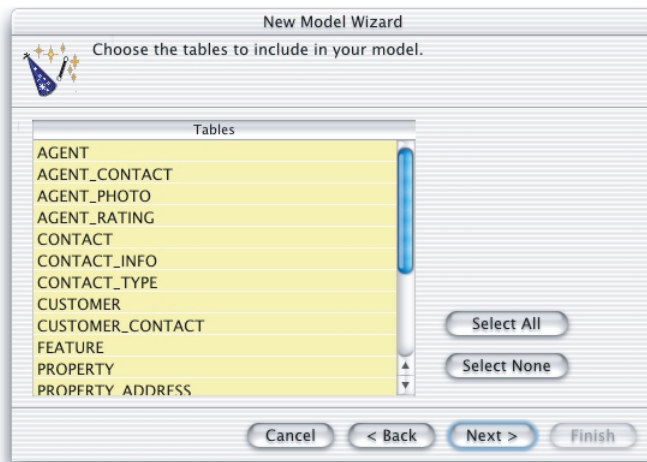 New Model Wizard
Choose the tables to include in your model.
Tables
AGENT
AGENT_CONTACT
AGENT_PHOTO
AGENT_RATING
CONTACT
CONTACT_INFO
CONTACT_TYPE
CUSTOMER
CUSTOMER_CONTACT
FEATURE
PROPERTY
PROPERTY_ADDRESS
Select All
Select None
Cancel
< Back
Next >
Finish